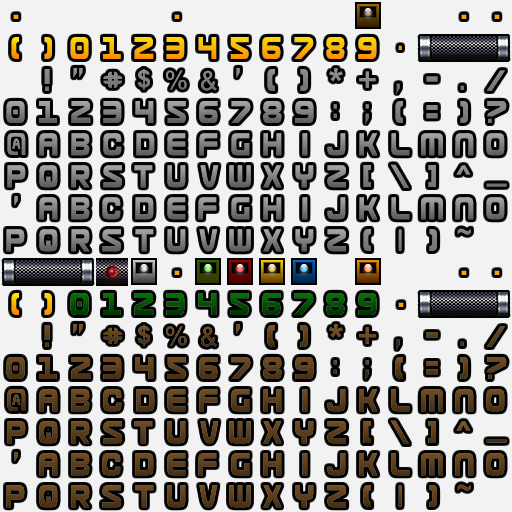 · · · ·
( ) 0 1 2 3 4 5 6 7 8 9 ·
! " # $ % & ' ( ) * + , - . /
0 1 2 3 4 5 6 7 8 9 : ; ( = ) ?
@ A B C D E F G H I J K L M N O
P Q R S T U V W X Y Z [ \ ] ^ _
' A B C D E F G H I J K L M N O
P Q R S T U V W X Y Z ( | ) ~
· · ·
( ) 0 1 2 3 4 5 6 7 8 9 ·
! " # $ % & ' ( ) * + , - . /
0 1 2 3 4 5 6 7 8 9 : ; ( = ) ?
@ A B C D E F G H I J K L M N O
P Q R S T U V W X Y Z [ \ ] ^ _
' A B C D E F G H I J K L M N O
P Q R S T U V W X Y Z ( | ) ~